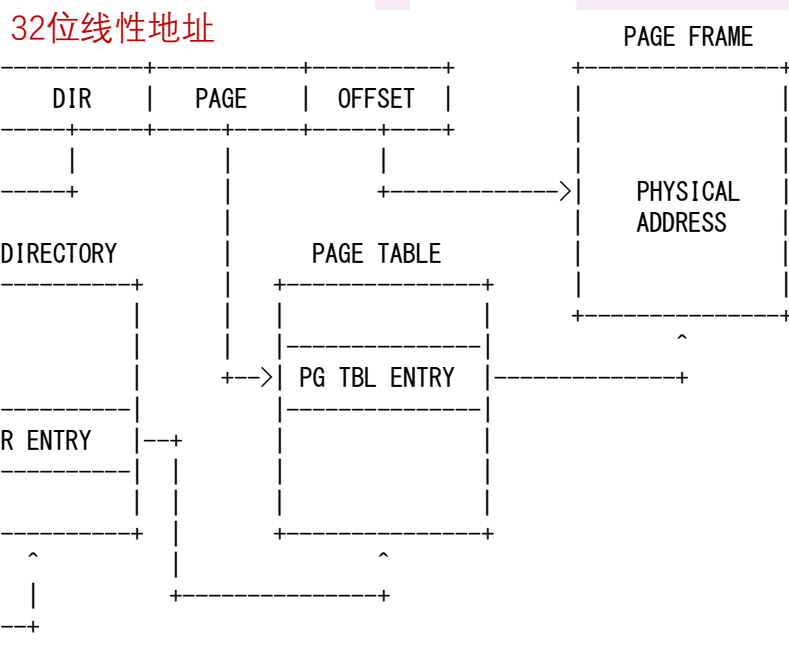 32位线性地址
PAGE FRAME
DIR | PAGE | OFFSET
PHYSICAL
ADDRESS
DIRECTORY
PAGE TABLE
PG TBL ENTRY
R ENTRY